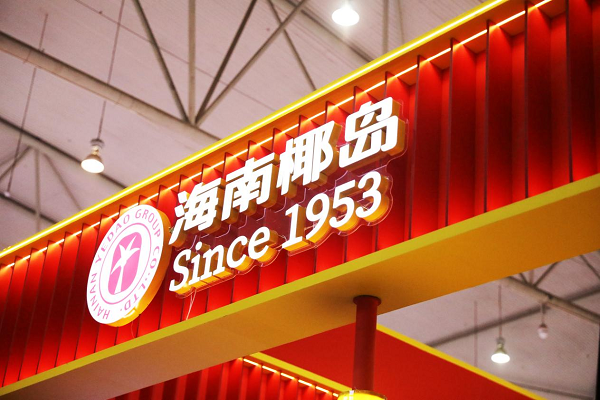 HAINAN YEDAO GROUP CO.,LTD.
海南椰岛
Since 1953